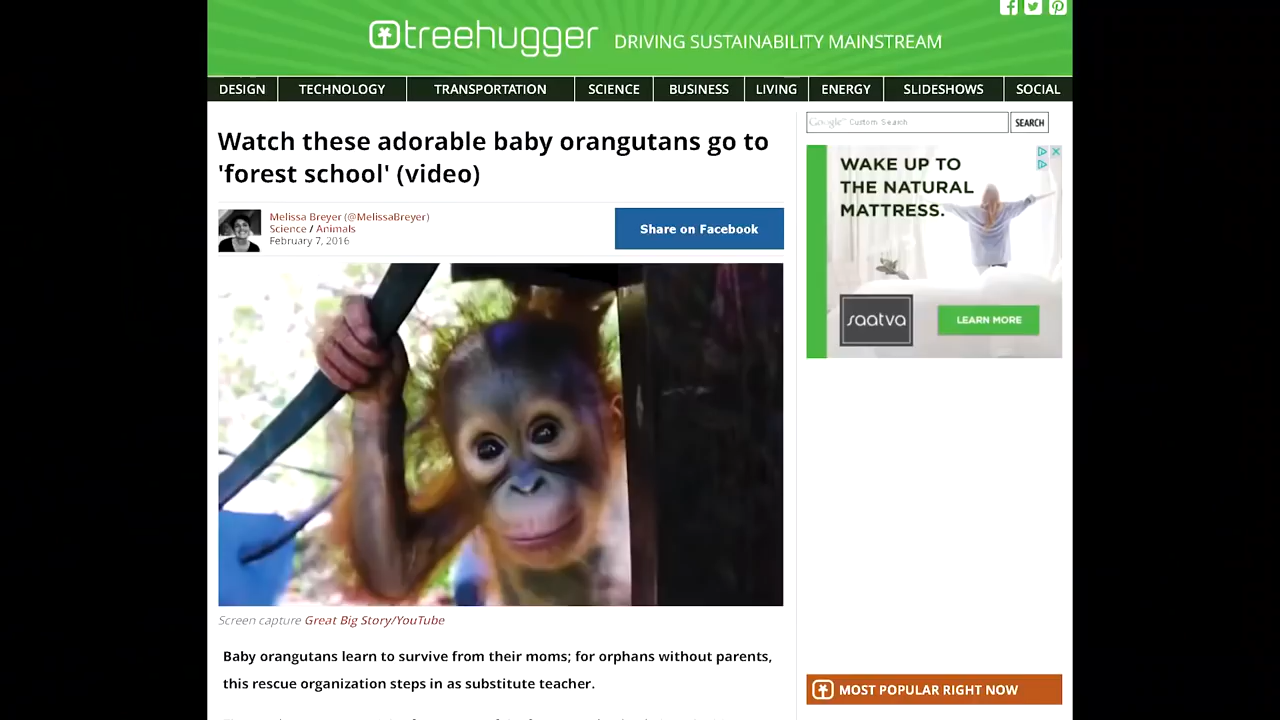 treehugger DRIVING SUSTAINABILITY MAINSTREAM
DESIGN TECHNOLOGY TRANSPORTATION SCIENCE BUSINESS LIVING ENERGY SLIDESHOWS SOCIAL
Watch these adorable baby orangutans go to
'forest school' (video)
Melissa Breyer (@MelissaBreyer)
Science / Animals
February 7, 2016
Share on Facebook
Screen capture Great Big Story/YouTube
Baby orangutans learn to survive from their moms; for orphans without parents,
this rescue organization steps in as substitute teacher.
Google™ Custom Search SEARCH
WAKE UP TO
THE NATURAL
MATTRESS.
saatva LEARN MORE
MOST POPULAR RIGHT NOW